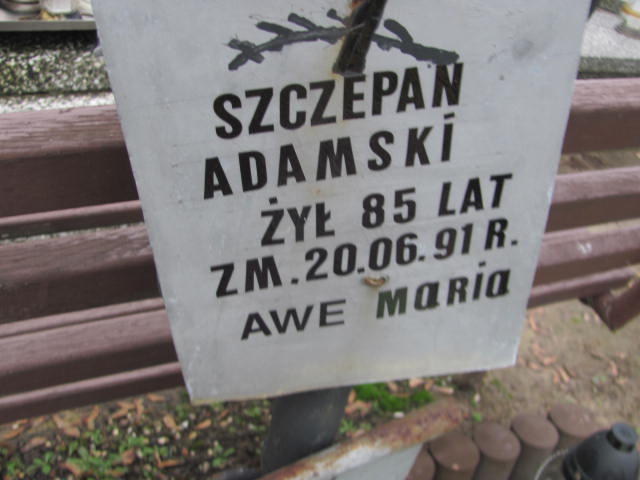 SZCZEPAN
ADAMSKI
ŻYŁ 85 LAT
ZM. 20.06.91 R.
AWE MaRia